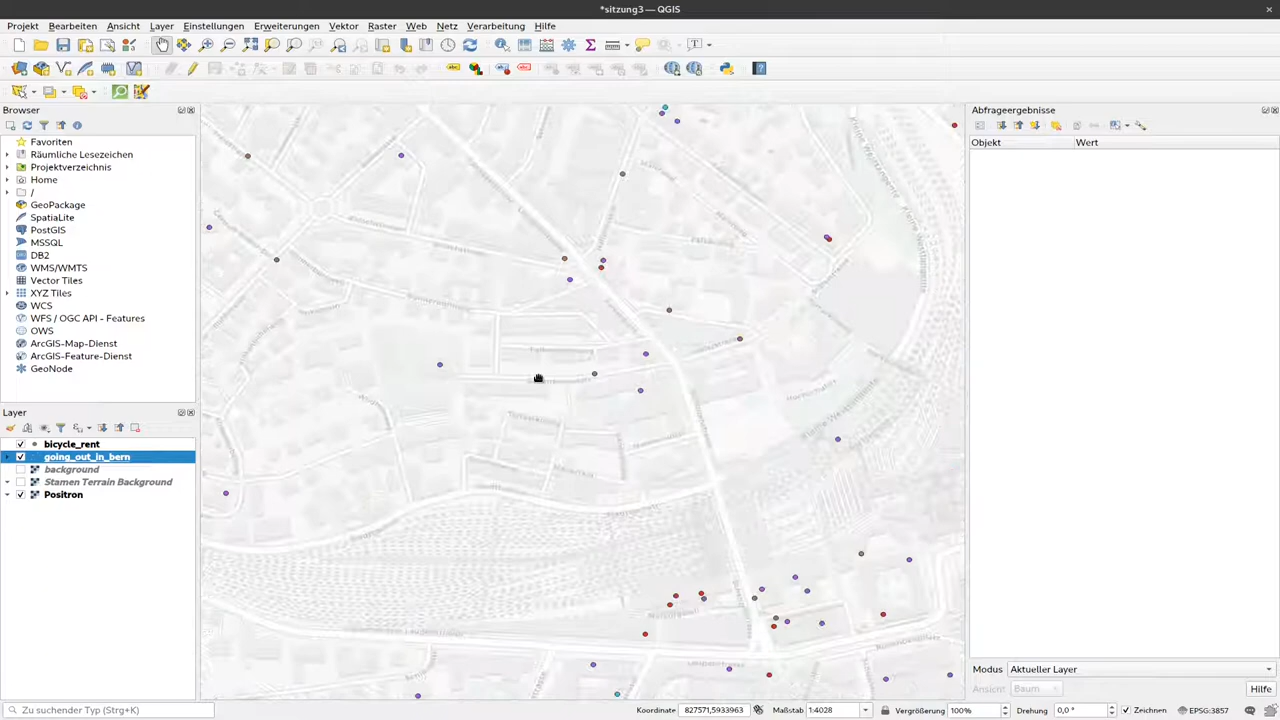 *sitzung3 — QGIS
Projekt Bearbeiten Ansicht Layer Einstellungen Erweiterungen Vektor Raster Web Netz Verarbeitung Hilfe
Browser
Favoriten
Räumliche Lesezeichen
Projektverzeichnis
Home
/
GeoPackage
SpatiaLite
PostGIS
MSSQL
DB2
WMS/WMTS
Vector Tiles
XYZ Tiles
WCS
WFS / OGC API - Features
OWS
ArcGIS-Map-Dienst
ArcGIS-Feature-Dienst
GeoNode
Layer
bicycle_rent
going_out_in_bern
background
Stamen Terrain Background
Positron
Abfrageergebnisse
Objekt Wert
Modus Aktueller Layer
Ansicht Baum Hilfe
Zu suchender Typ (Strg+K) Koordinate 827571,5933963 Maßstab 1:4028 Vergrößerung 100% Drehung 0,0 ° Zeichnen EPSG:3857